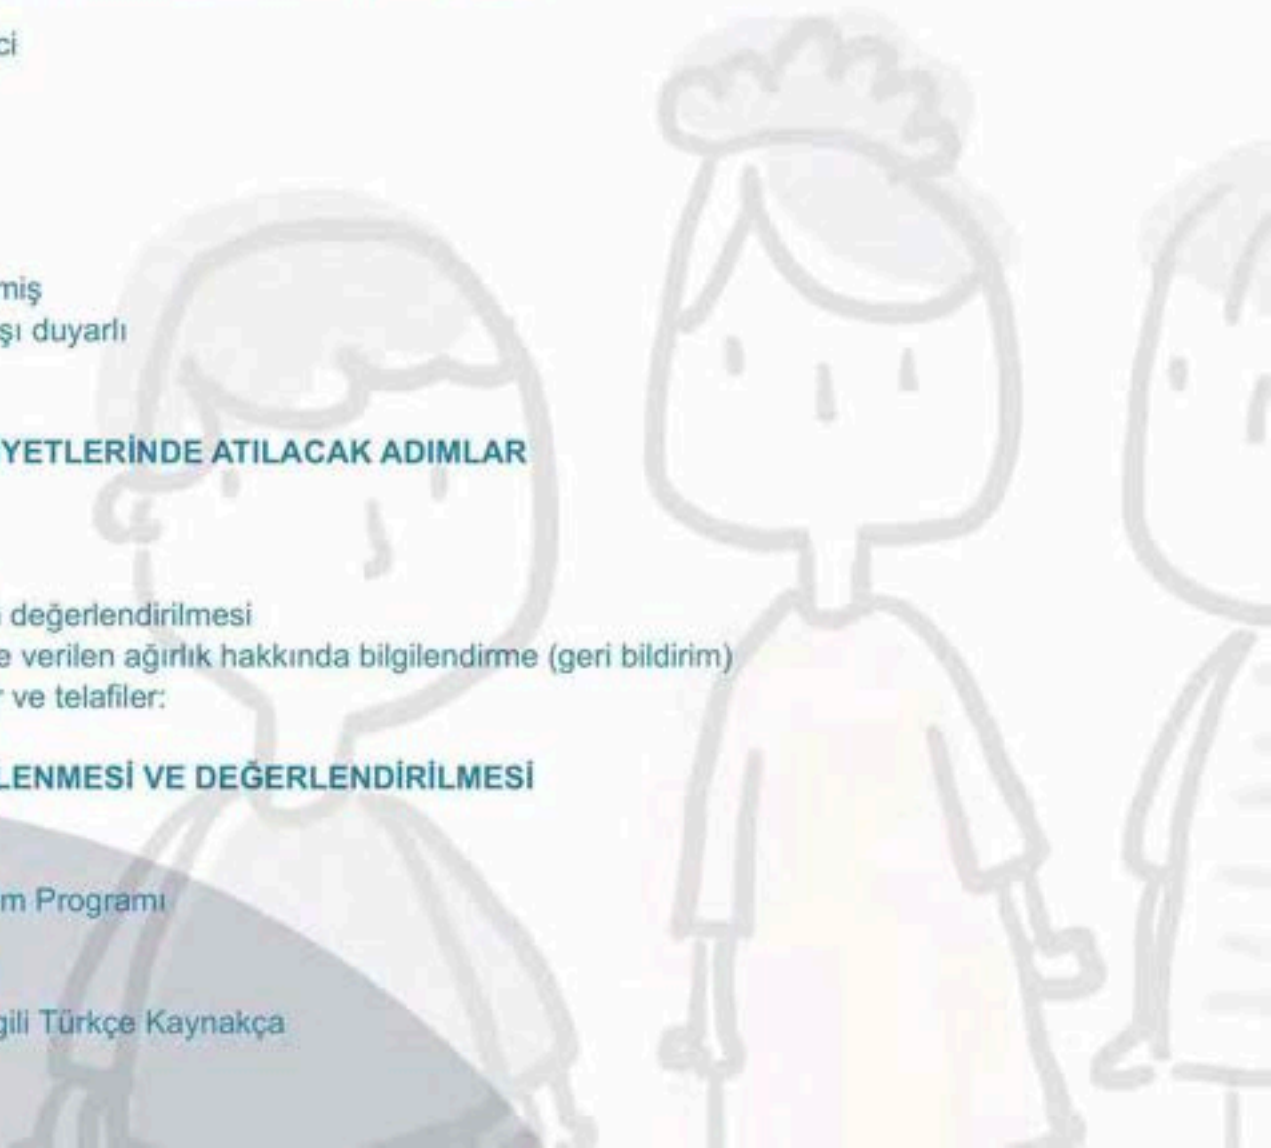 ci
miş
şı duyarlı
YETLERİNDE ATILACAK ADIMLAR
değerlendirilmesi
e verilen ağırlık hakkında bilgilendirme (geri bildirim)
r ve telafiler:
LENMESİ VE DEĞERLENDİRİLMESİ
m Programı
gili Türkçe Kaynakça